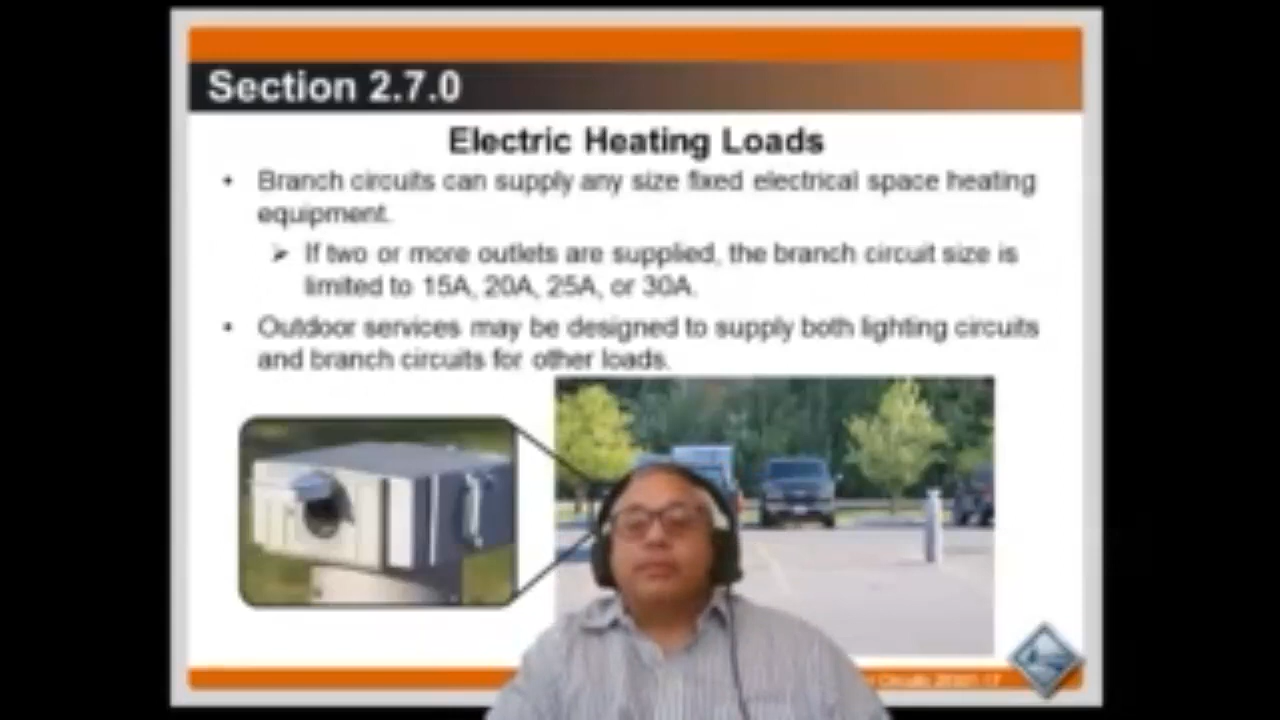 Section 2.7.0
Electric Heating Loads
• Branch circuits can supply any size fixed electrical space heating
equipment.
➢ If two or more outlets are supplied, the branch circuit size is
limited to 15A, 20A, 25A, or 30A.
• Outdoor services may be designed to supply both lighting circuits
and branch circuits for other loads.
Circuits